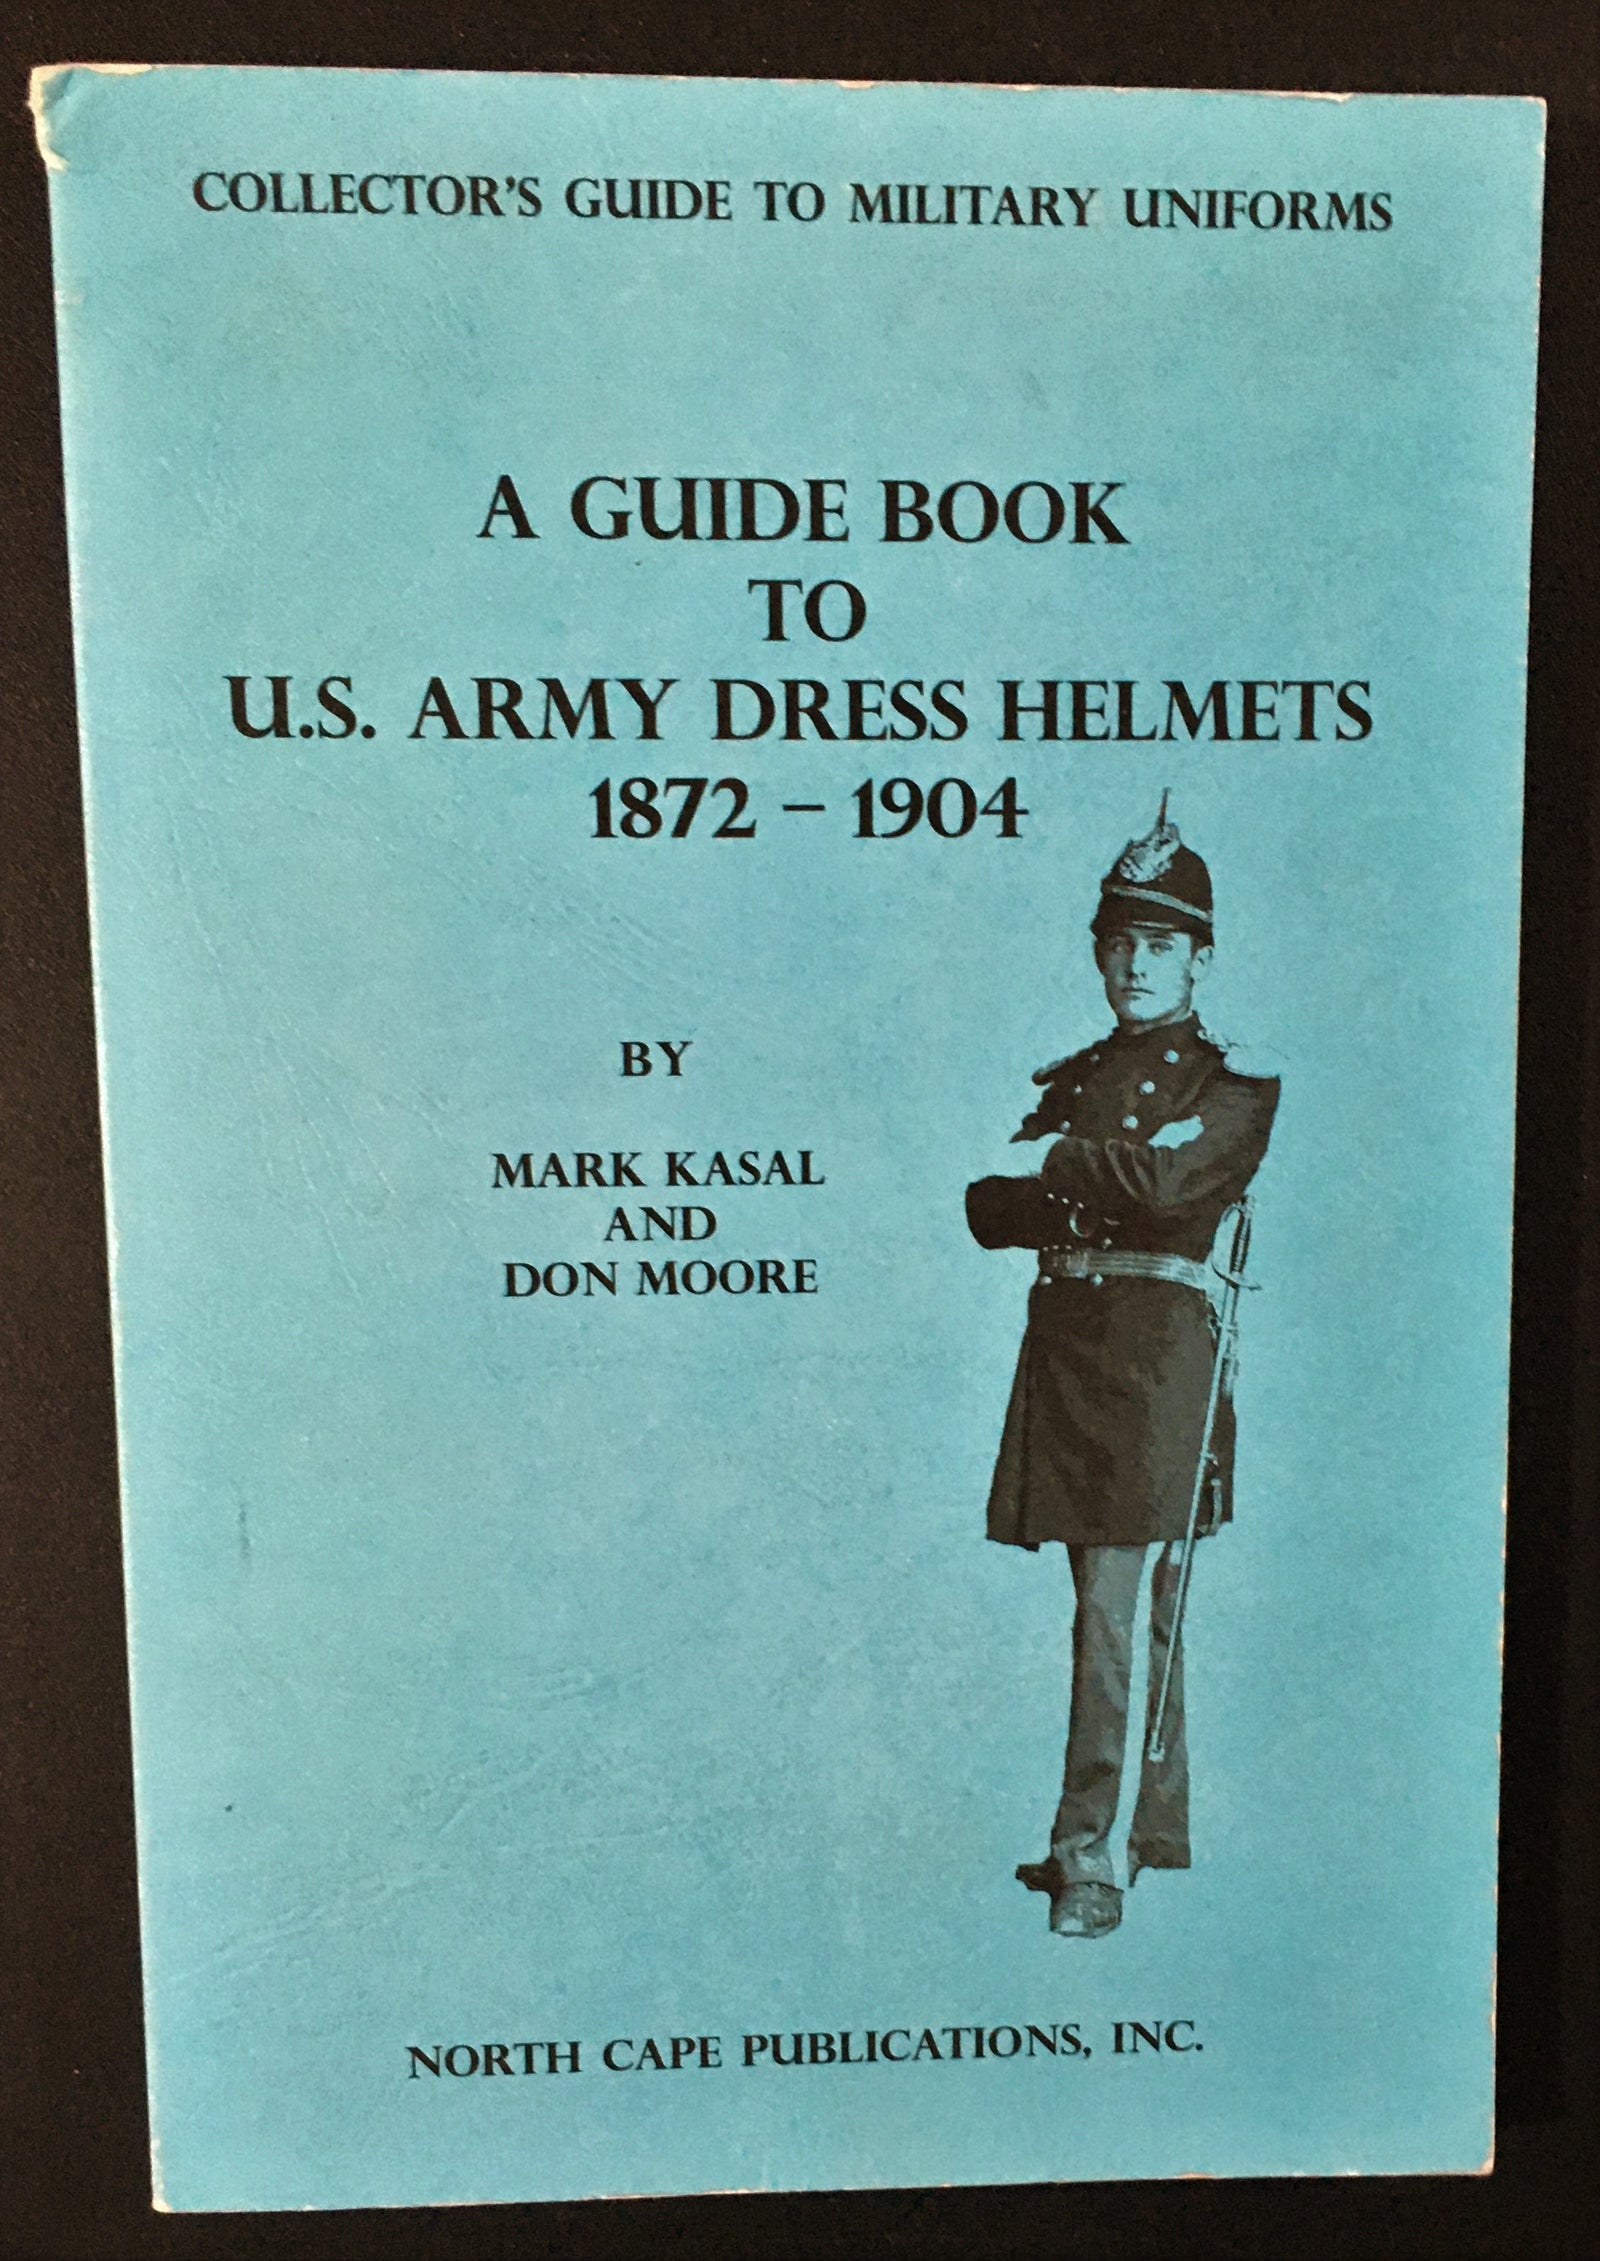 COLLECTOR'S GUIDE TO MILITARY UNIFORMS
A GUIDE BOOK
TO
U.S. ARMY DRESS HELMETS
1872 – 1904
BY
MARK KASAL
AND
DON MOORE
NORTH CAPE PUBLICATIONS, INC.